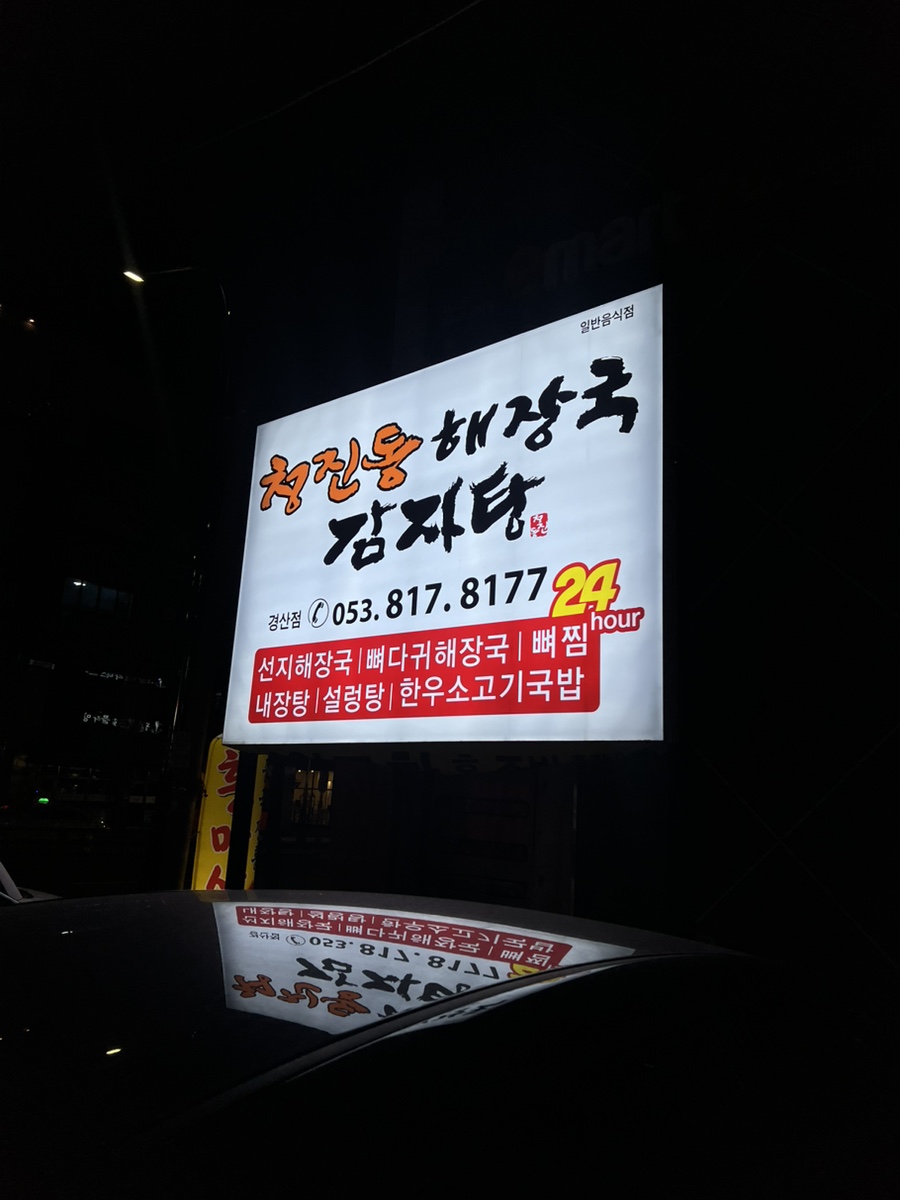 일반음식점
청진동 해장국
감자탕
경산점 053. 817. 8177 24 hour
선지해장국 | 뼈다귀해장국 | 뼈찜
내장탕 | 설렁탕 | 한우소고기국밥